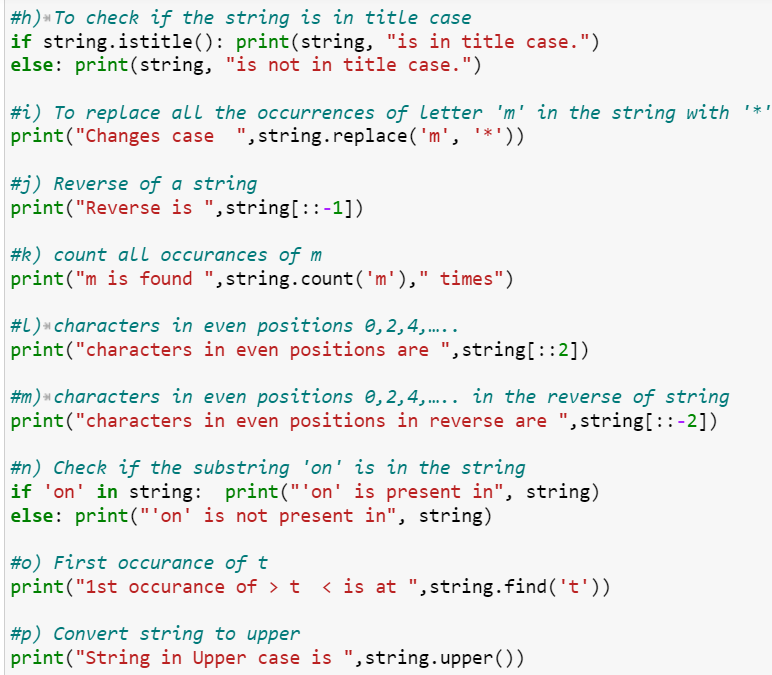 #h) To check if the string is in title case
if string.istitle(): print(string, "is in title case.")
else: print(string, "is not in title case.")
#i) To replace all the occurrences of letter 'm' in the string with '*'
print("Changes case  ",string.replace('m', '*'))
#j) Reverse of a string
print("Reverse is ",string[::-1])
#k) count all occurances of m
print("m is found ",string.count('m')," times")
#l) characters in even positions 0,2,4,…..
print("characters in even positions are ",string[::2])
#m) characters in even positions 0,2,4,….. in the reverse of string
print("characters in even positions in reverse are ",string[::-2])
#n) Check if the substring 'on' is in the string
if 'on' in string:  print("'on' is present in", string)
else: print("'on' is not present in", string)
#o) First occurance of t
print("1st occurance of > t  < is at ",string.find('t'))
#p) Convert string to upper
print("String in Upper case is ",string.upper())